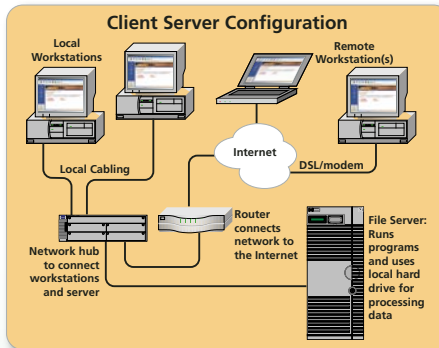 Client Server Configuration
Local
Workstations
Remote
Workstation(s)
Internet
DSL/modem
Local Cabling
Router
connects
network to
the Internet
File Server:
Runs
programs
and uses
local hard
drive for
processing
data
Network hub
to connect
workstations
and server